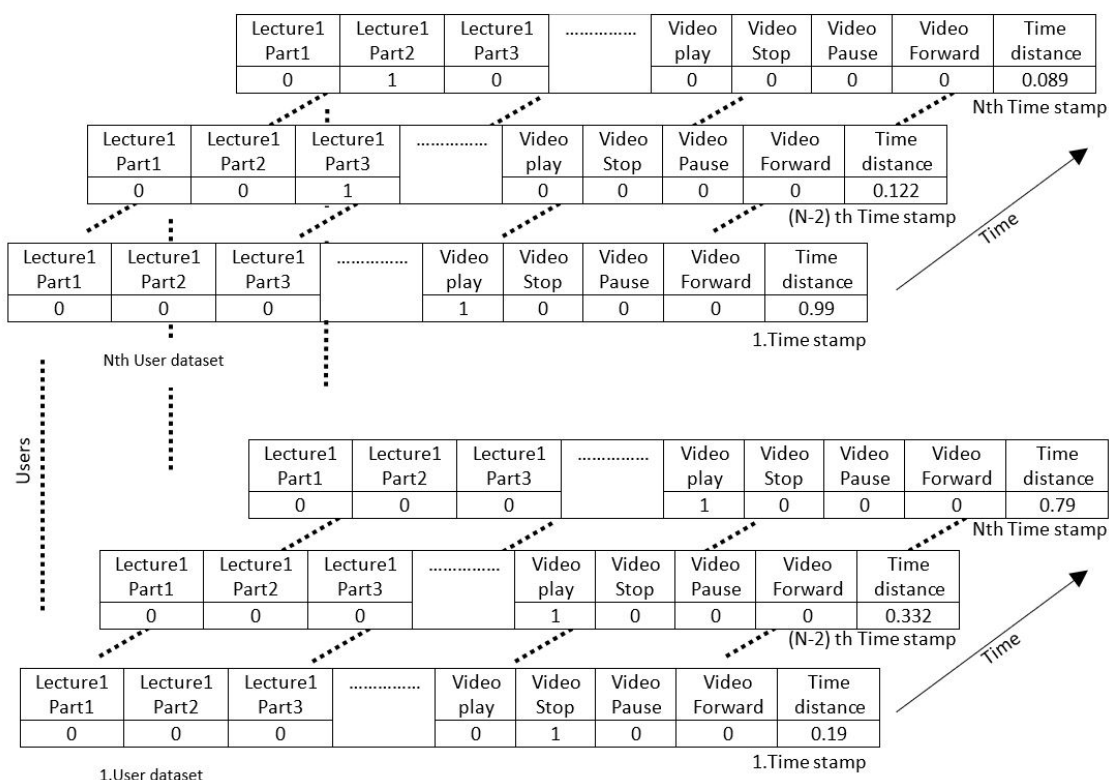 Lecture1 Lecture1 Lecture1 ............... Video Video Video Video Time
Part1 Part2 Part3 play Stop Pause Forward distance
0 1 0 0 0 0 0 0.089
Nth Time stamp
Lecture1 Lecture1 Lecture1 ............... Video Video Video Video Time
Part1 Part2 Part3 play Stop Pause Forward distance
0 0 1 0 0 0 0 0.122
(N-2) th Time stamp
Time
Lecture1 Lecture1 Lecture1 ............... Video Video Video Video Time
Part1 Part2 Part3 play Stop Pause Forward distance
0 0 0 1 0 0 0 0.99
1.Time stamp
Nth User dataset
Users
Lecture1 Lecture1 Lecture1 ............... Video Video Video Video Time
Part1 Part2 Part3 play Stop Pause Forward distance
0 0 0 1 0 0 0 0.79
Nth Time stamp
Lecture1 Lecture1 Lecture1 ............... Video Video Video Video Time
Part1 Part2 Part3 play Stop Pause Forward distance
0 0 0 1 0 0 0 0.332
(N-2) th Time stamp
Time
Lecture1 Lecture1 Lecture1 ............... Video Video Video Video Time
Part1 Part2 Part3 play Stop Pause Forward distance
0 0 0 0 1 0 0 0.19
1.Time stamp
1.User dataset